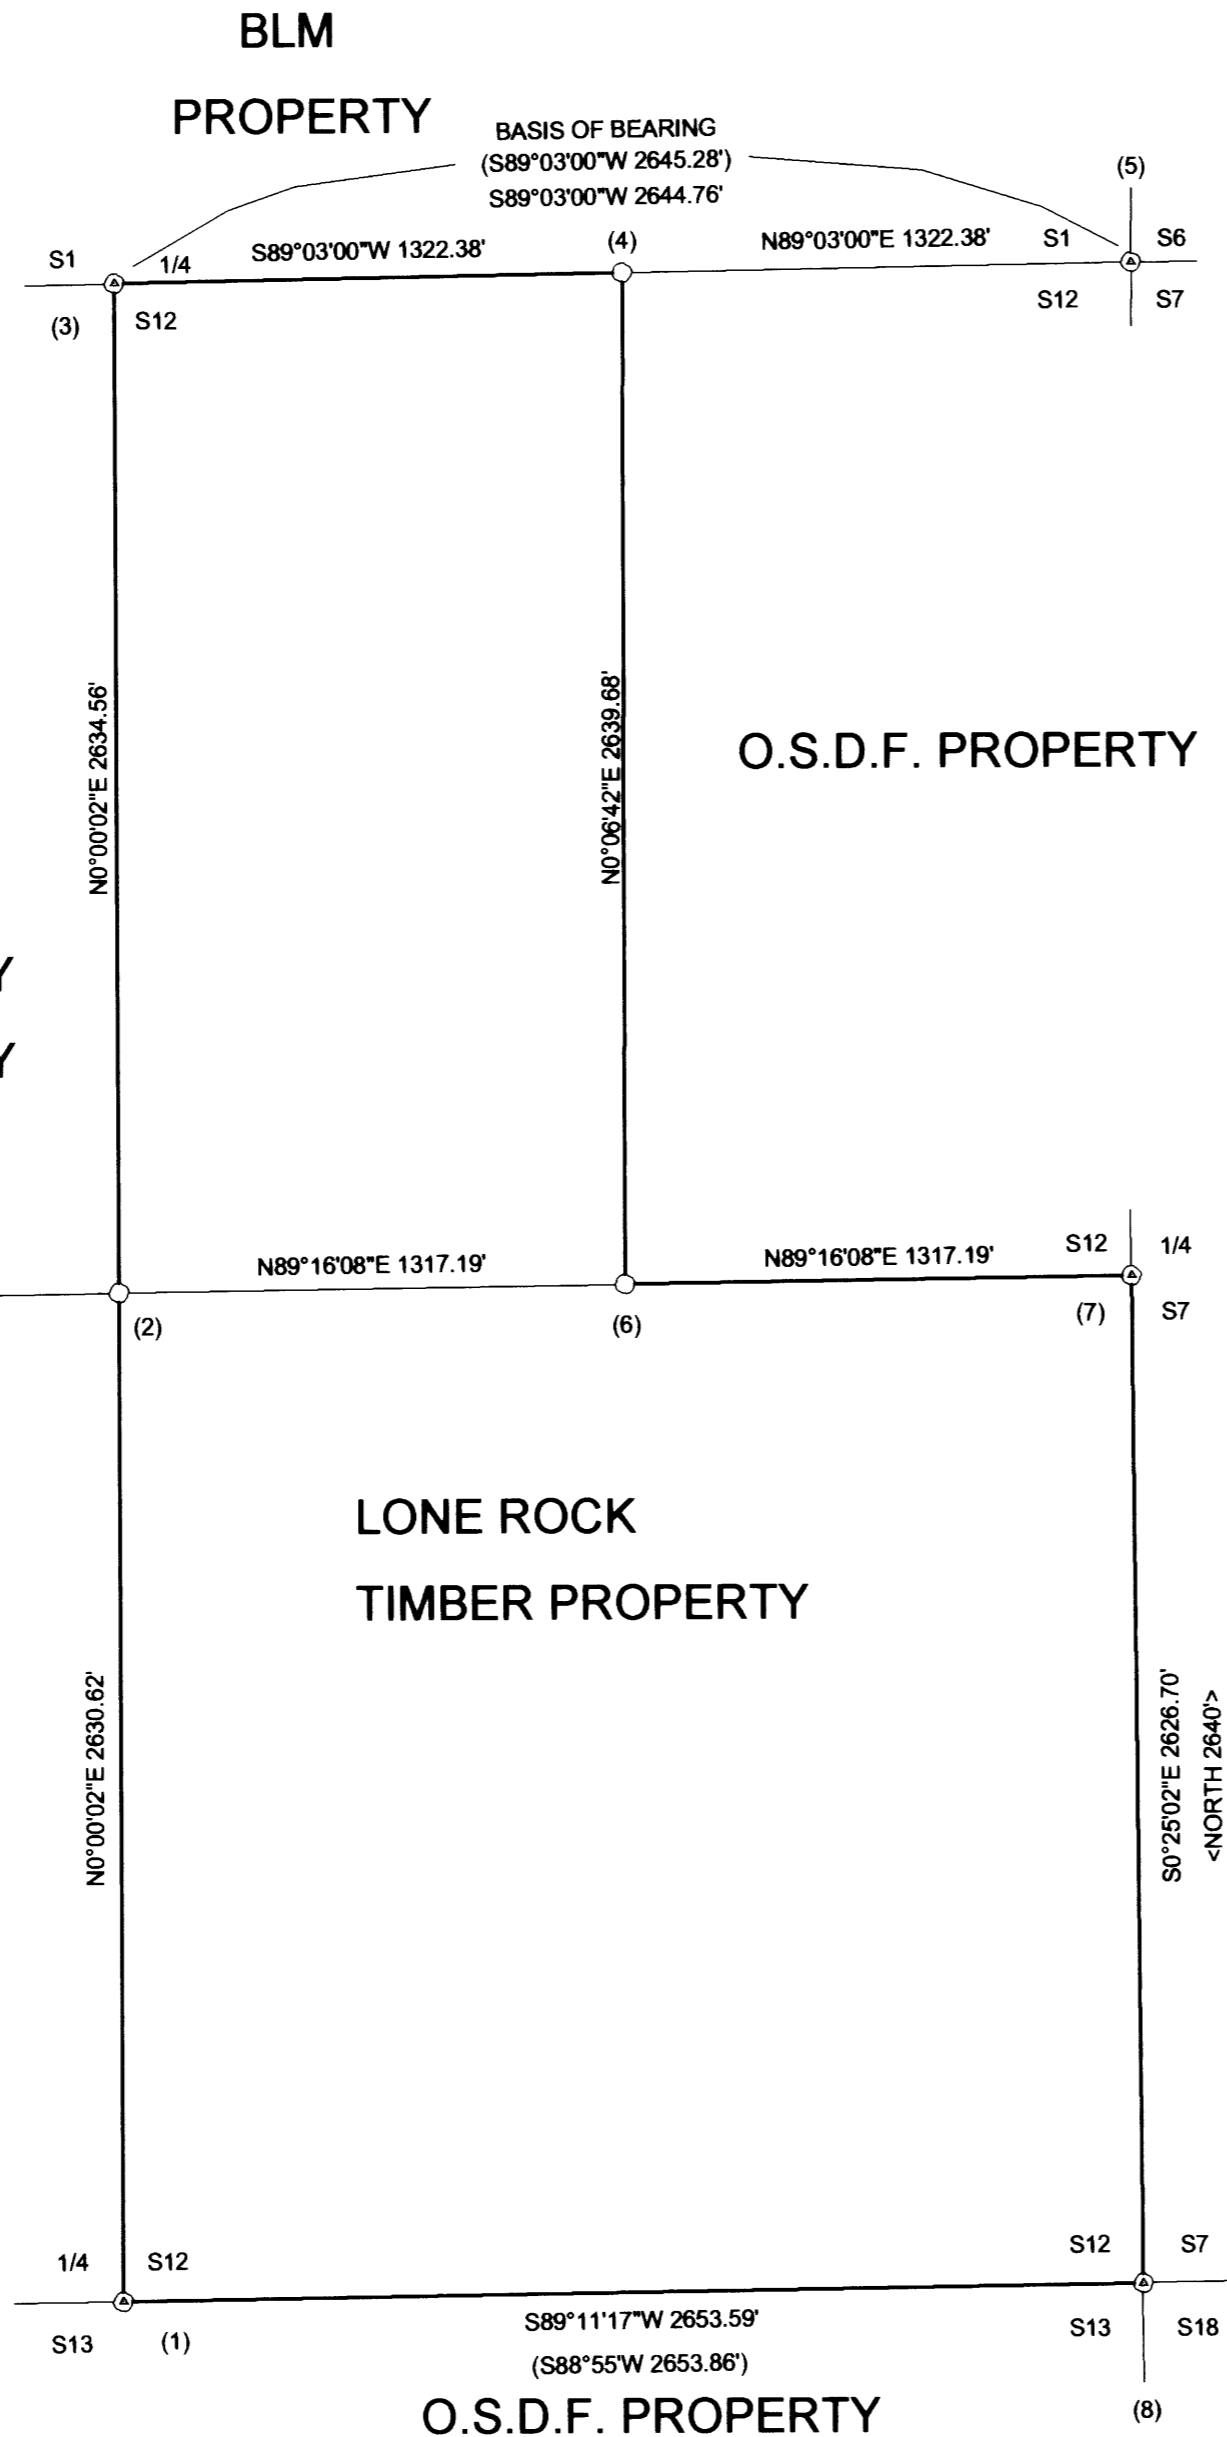 BLM
PROPERTY
BASIS OF BEARING
(S89°03'00"W 2645.28')
S89°03'00"W 2644.76'
(5)
S1
1/4
S89°03'00"W 1322.38'
(4)
N89°03'00"E 1322.38'
S1
S6
(3)
S12
S12
S7
N0°00'02"E 2634.56'
N0°06'42"E 2639.68'
O.S.D.F. PROPERTY
Y
Y
N89°16'08"E 1317.19'
N89°16'08"E 1317.19'
S12
1/4
(2)
(6)
(7)
S7
LONE ROCK
TIMBER PROPERTY
N0°00'02"E 2630.62'
S0°25'02"E 2626.70'
<NORTH 2640'>
1/4
S12
S12
S7
S13
(1)
S89°11'17"W 2653.59'
(S88°55'W 2653.86')
S13
S18
O.S.D.F. PROPERTY
(8)